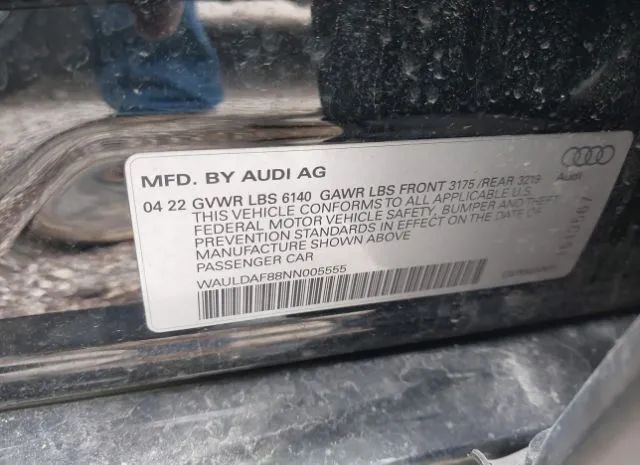 MFD. BY AUDI AG
04 22 GVWR LBS 6140 GAWR LBS FRONT 3175 /REAR 3219
THIS VEHICLE CONFORMS TO ALL APPLICABLE U.S.
FEDERAL MOTOR VEHICLE SAFETY, BUMPER AND THEFT
PREVENTION STANDARDS IN EFFECT ON THE DATE OF
MANUFACTURE SHOWN ABOVE
PASSENGER CAR
WAULDAF88NN005555
Audi